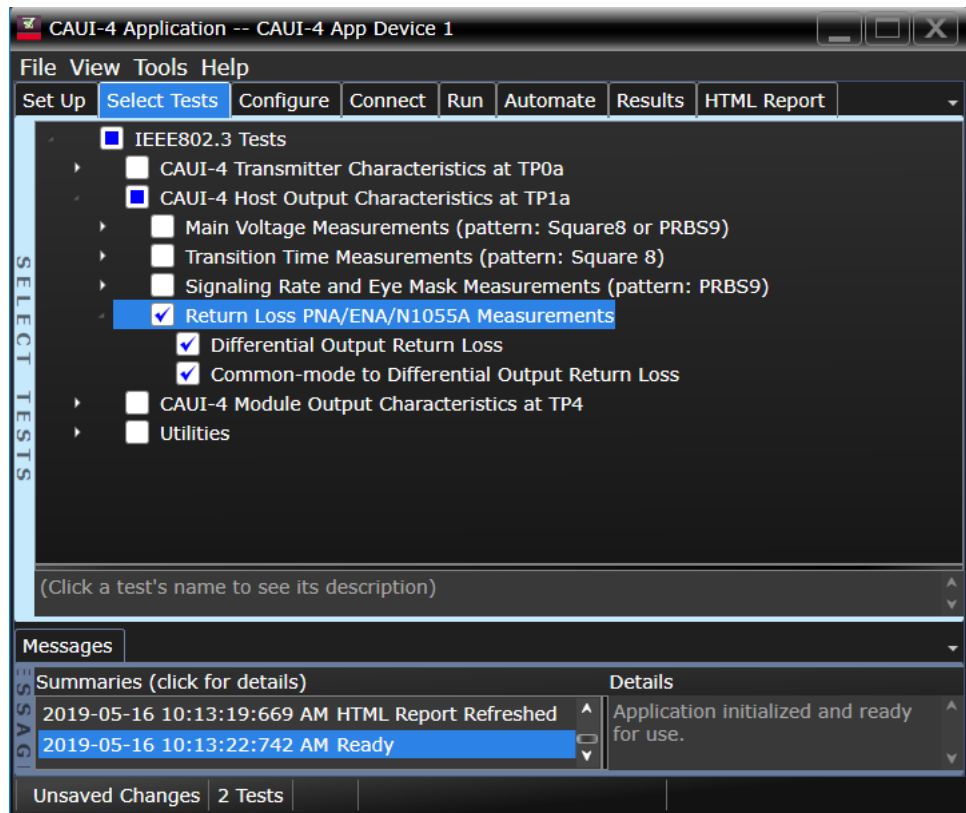 CAUI-4 Application -- CAUI-4 App Device 1
File View Tools Help
Set Up Select Tests Configure Connect Run Automate Results HTML Report
SELECT TESTS
IEEE802.3 Tests
CAUI-4 Transmitter Characteristics at TP0a
CAUI-4 Host Output Characteristics at TP1a
Main Voltage Measurements (pattern: Square8 or PRBS9)
Transition Time Measurements (pattern: Square 8)
Signaling Rate and Eye Mask Measurements (pattern: PRBS9)
Return Loss PNA/ENA/N1055A Measurements
Differential Output Return Loss
Common-mode to Differential Output Return Loss
CAUI-4 Module Output Characteristics at TP4
Utilities
(Click a test's name to see its description)
Messages
Summaries (click for details) Details
2019-05-16 10:13:19:669 AM HTML Report Refreshed
2019-05-16 10:13:22:742 AM Ready
Application initialized and ready
for use.
Unsaved Changes 2 Tests